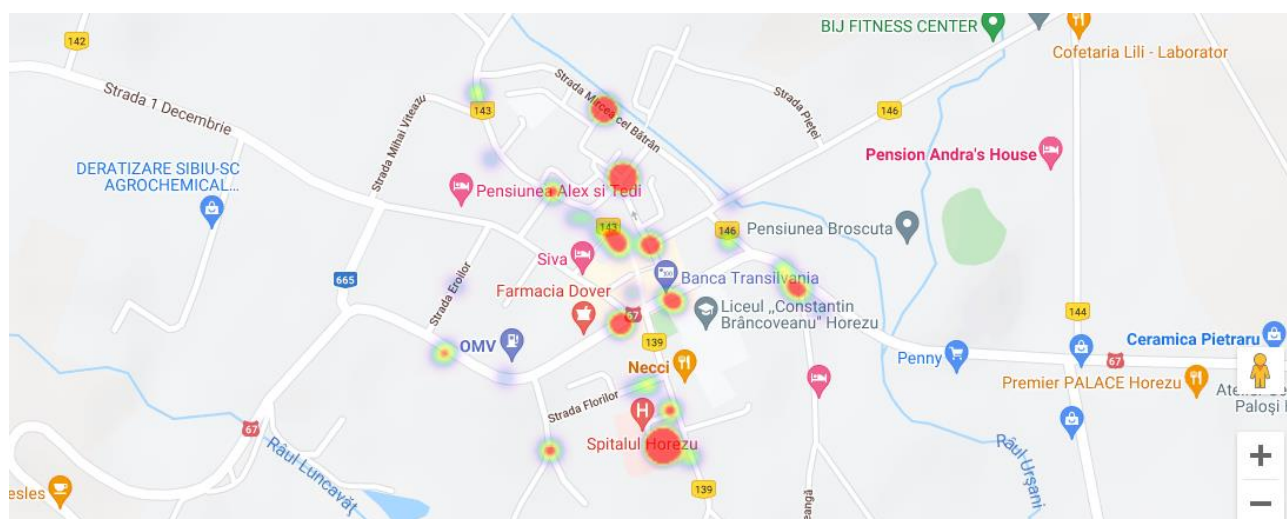 BIJ FITNESS CENTER
Cofetaria Lili - Laborator
142
Strada 1 Decembrie
143
Strada Mihai Viteazu
Strada Mircea cel Bătrân
Strada Pieței
146
DERATIZARE SIBIU-SC
AGROCHEMICAL...
Pension Andra's House
Pensiunea Alex si Tedi
143
146
Pensiunea Broscuta
Siva
Banca Transilvania
665
Strada Eroilor
Farmacia Dover
67
Liceul „Constantin
Brâncoveanu" Horezu
144
OMV
139
Ceramica Pietraru
Necci
Penny
67
Premier PALACE Horezu
Paloși
Strada Florilor
H
67
Spitalul Horezu
Râul Luncavăț
Râul Urșani
139
esles
+
−